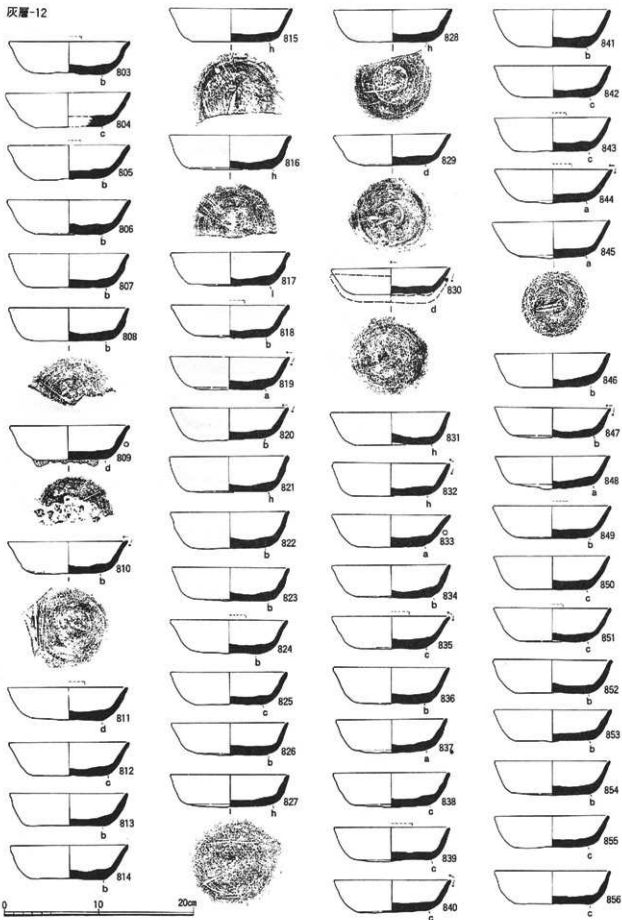 灰層-12
803
b
804
c
805
b
806
b
807
b
808
b
809
d
810
b
811
d
812
c
813
b
814
b
0 10 20cm
815
h
816
h
817
818
b
819
a
820
b
821
h
822
b
823
b
824
b
825
c
826
b
827
h
828
h
829
d
830
d
831
h
832
h
833
a
834
b
835
c
836
b
837
a
838
c
839
c
840
c
841
b
842
c
843
c
844
a
845
a
846
b
847
b
848
a
849
b
850
c
851
c
852
b
853
b
854
b
855
c
856
c